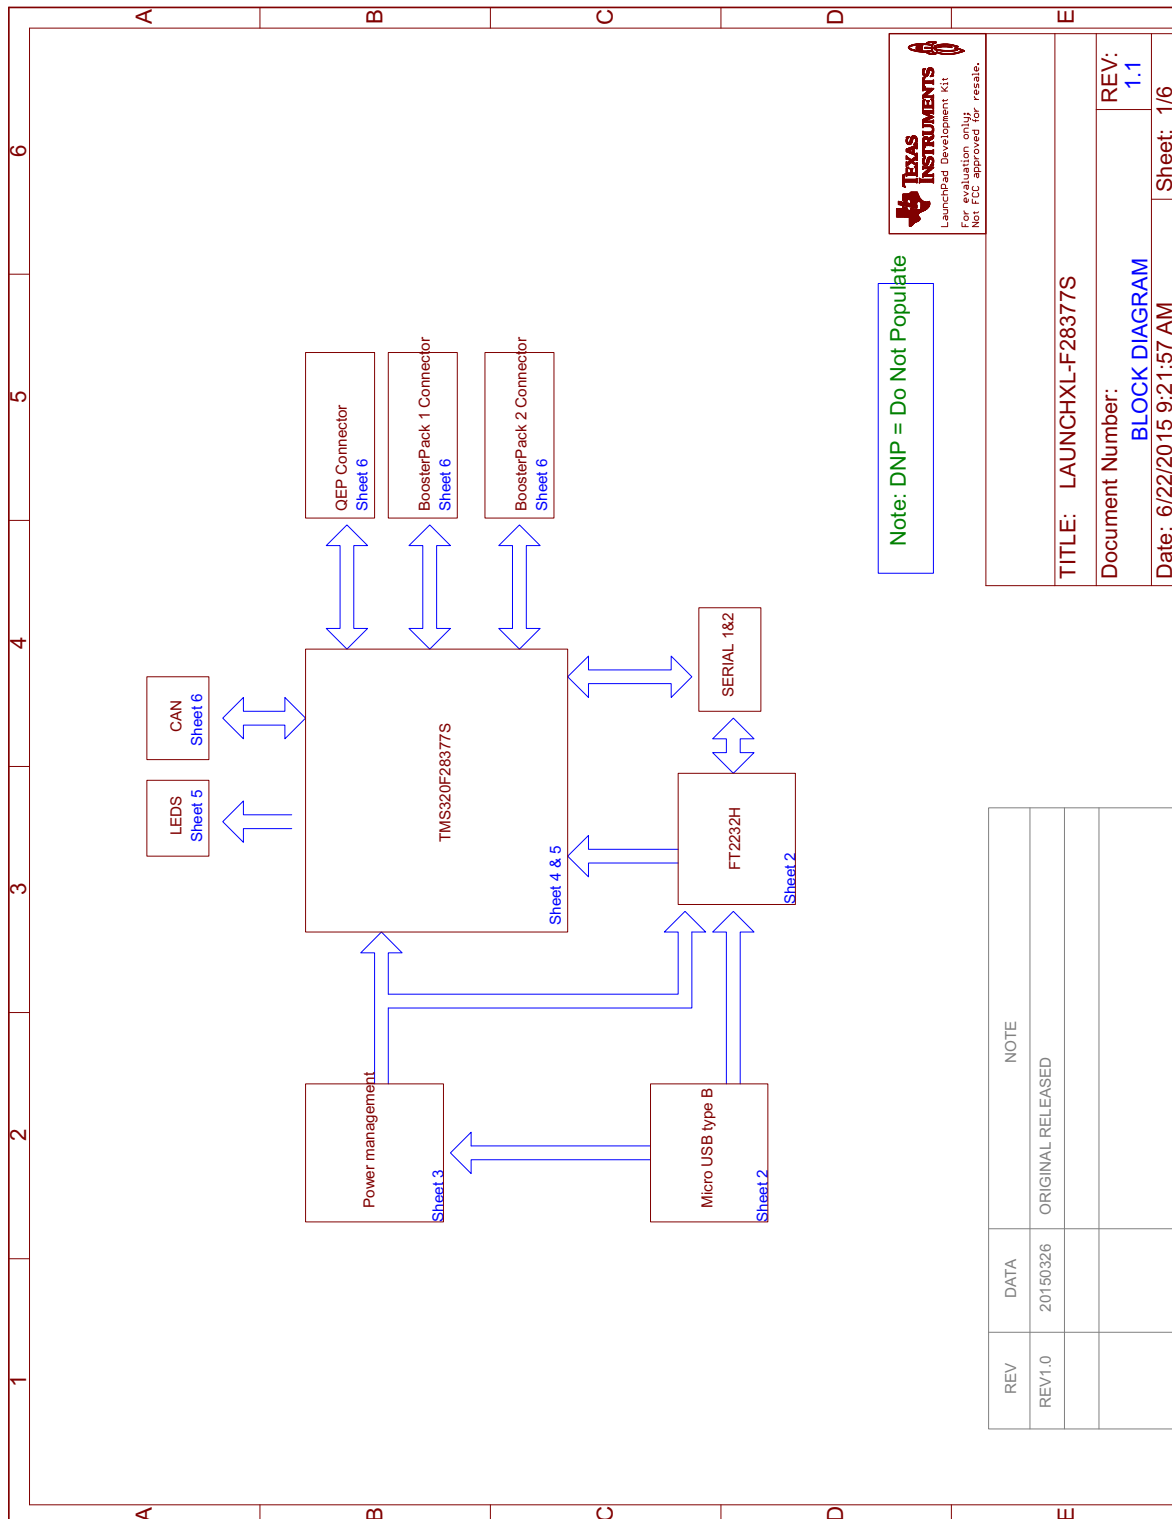 1
2
3
4
5
6
A
A
B
B
C
C
D
D
E
E
LEDS
Sheet 5
CAN
Sheet 6
Power management
Sheet 3
TMS320F28377S
Sheet 4 & 5
QEP Connector
Sheet 6
BoosterPack 1 Connector
Sheet 6
BoosterPack 2 Connector
Sheet 6
Micro USB type B
Sheet 2
FT2232H
Sheet 2
SERIAL 1&2
Note: DNP = Do Not Populate
TEXAS
INSTRUMENTS
LaunchPad Development Kit
For evaluation only;
Not FCC approved for resale.
REV DATA NOTE
REV1.0 20150326 ORIGINAL RELEASED
TITLE: LAUNCHXL-F28377S
Document Number:
BLOCK DIAGRAM
REV:
1.1
Date: 6/22/2015 9:21:57 AM
Sheet: 1/6